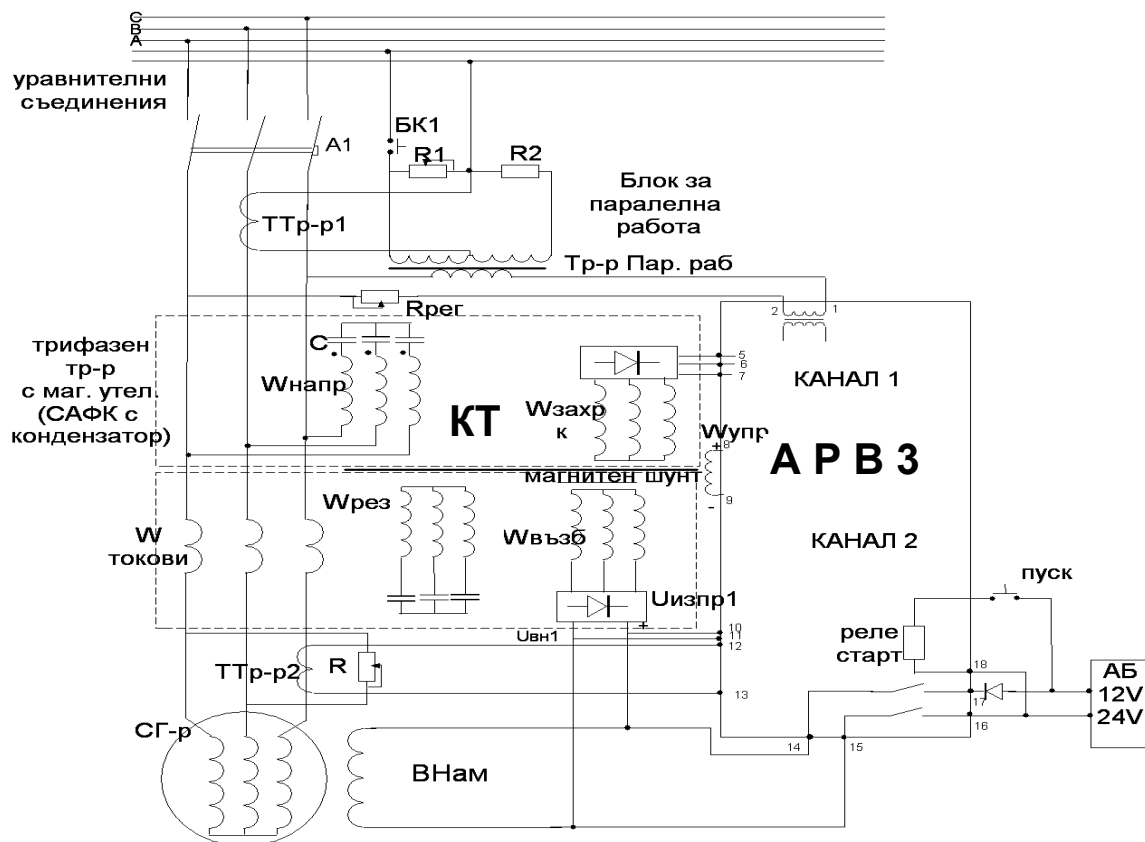 C
B
A
уравнителни
съединения
A1
БК1
R1
R2
Блок за
паралелна
работа
ТТр-р1
Тр-р Пар. раб
Rрег
2
1
трифазен
тр-р
с маг. утел.
(САФК с
кондензатор)
C
Wнапр
КТ
Wзахр
к
5
6
7
КАНАЛ 1
Wупр
+
8
9
-
А Р В 3
магнитен шунт
Wрез
Wвъзб
W
токови
КАНАЛ 2
Uизпр1
+
Uвн1
10
11
12
13
пуск
реле
старт
ТТр-р2
R
18
17
16
АБ
12V
24V
14
15
СГ-р
ВНам